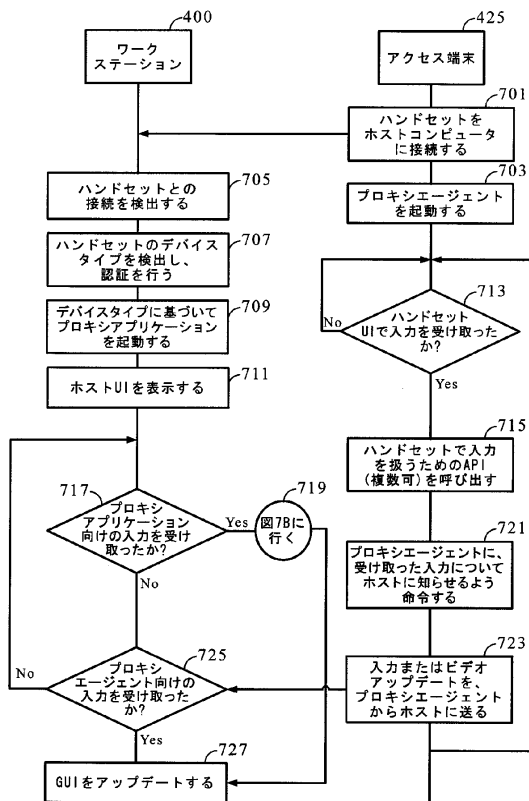 400
ワーク
ステーション
425
アクセス端末
701
ハンドセットを
ホストコンピュータ
に接続する
703
プロキシエージェント
を起動する
705
ハンドセットとの
接続を検出する
707
ハンドセットのデバイス
タイプを検出し、
認証を行う
709
デバイスタイプに基づいて
プロキシアプリケーション
を起動する
711
ホストUIを表示する
713
ハンドセット
UIで入力を受け取った
か?
No
Yes
715
ハンドセットで入力
を扱うためのAPI
(複数可)を呼び出す
717
プロキシ
アプリケーション
向けの入力を受け
取ったか?
Yes
No
719
図7Bに
行く
721
プロキシエージェントに、
受け取った入力について
ホストに知らせるよう
命令する
723
入力またはビデオ
アップデートを、
プロキシエージェント
からホストに送る
725
プロキシ
エージェント向けの
入力を受け取った
か?
No
Yes
727
GUIをアップデートする